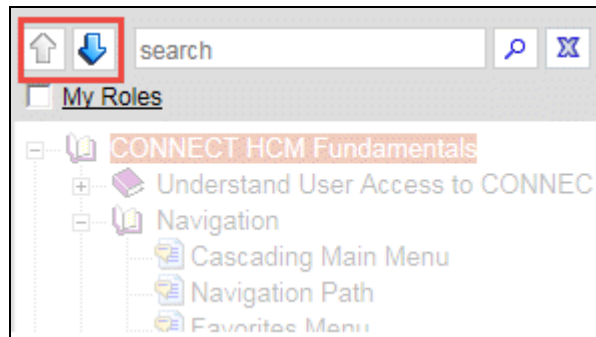 search
My Roles
CONNECT HCM Fundamentals
Understand User Access to CONNEC
Navigation
Cascading Main Menu
Navigation Path
Favorites Menu